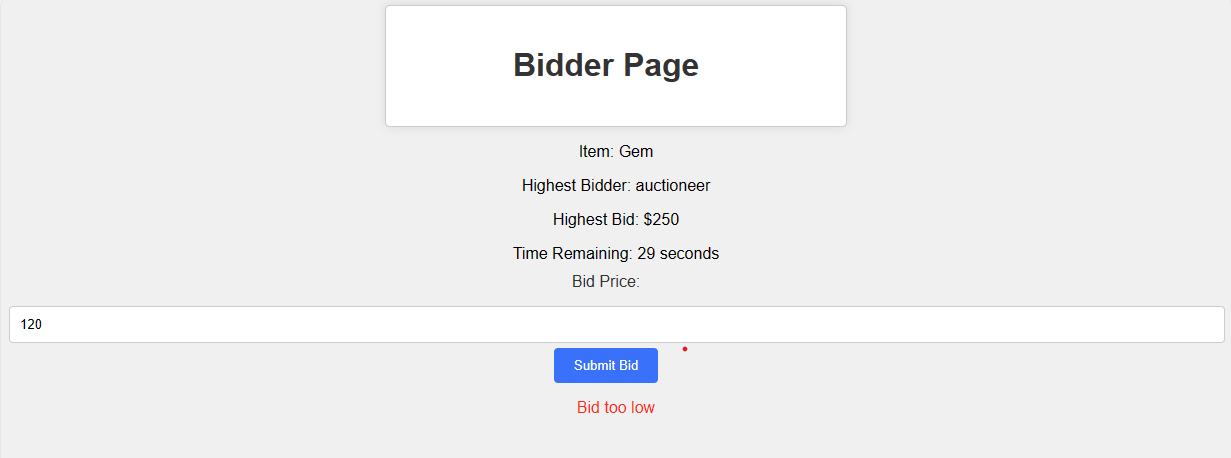 Bidder Page
Item: Gem
Highest Bidder: auctioneer
Highest Bid: $250
Time Remaining: 29 seconds
Bid Price:
120
Submit Bid
Bid too low